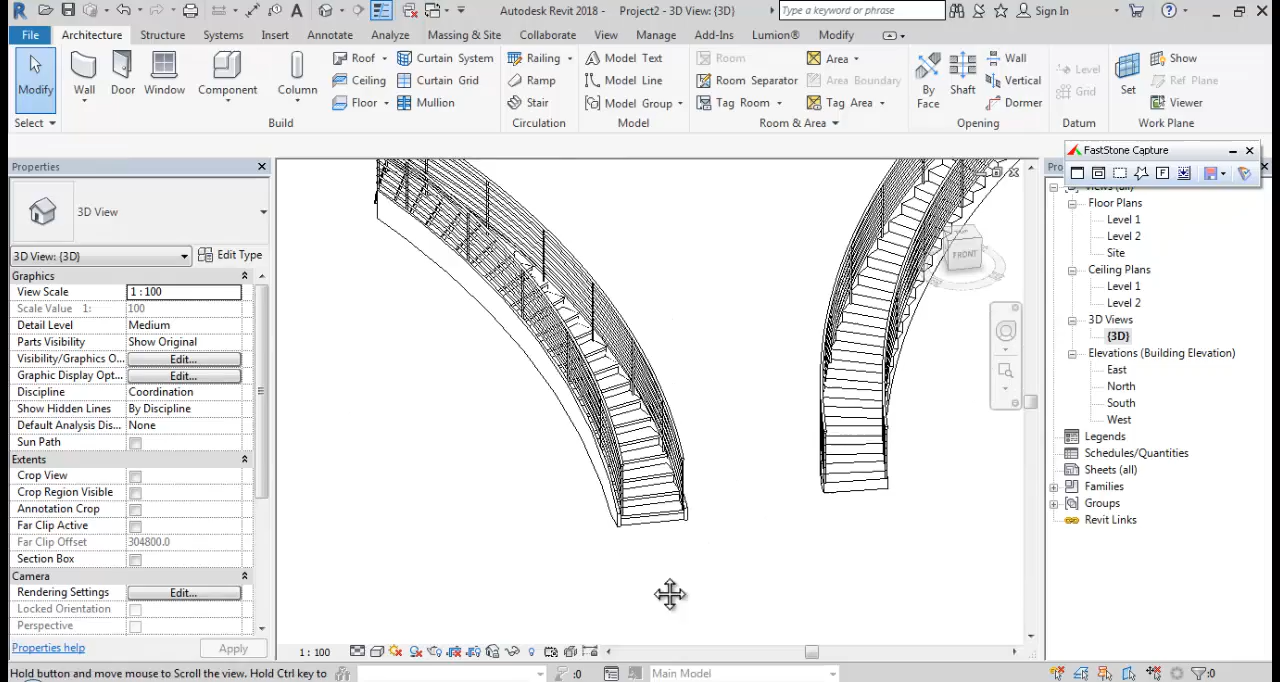 Autodesk Revit 2018 - Project2 - 3D View: {3D}
Type a keyword or phrase
Sign In
File Architecture Structure Systems Insert Annotate Analyze Massing & Site Collaborate View Manage Add-Ins Lumion® Modify
Modify
Wall
Door
Window
Component
Column
Roof
Ceiling
Floor
Curtain System
Curtain Grid
Mullion
Railing
Ramp
Stair
Model Text
Model Line
Model Group
Room
Room Separator
Tag Room
Area
Area Boundary
Tag Area
By Face
Shaft
Wall
Vertical
Dormer
Level
Grid
Set
Show
Ref Plane
Viewer
Select
Build
Circulation
Model
Room & Area
Opening
Datum
Work Plane
FastStone Capture
Properties
3D View
3D View: {3D}
Edit Type
Graphics
View Scale 1 : 100
Scale Value 1: 100
Detail Level Medium
Parts Visibility Show Original
Visibility/Graphics O... Edit...
Graphic Display Opt... Edit...
Discipline Coordination
Show Hidden Lines By Discipline
Default Analysis Dis... None
Sun Path
Extents
Crop View
Crop Region Visible
Annotation Crop
Far Clip Active
Far Clip Offset 304800.0
Section Box
Camera
Rendering Settings Edit...
Locked Orientation
Perspective
Properties help
Apply
FRONT
Pro
Views (all)
Floor Plans
Level 1
Level 2
Site
Ceiling Plans
Level 1
Level 2
3D Views
{3D}
Elevations (Building Elevation)
East
North
South
West
Legends
Schedules/Quantities
Sheets (all)
Families
Groups
Revit Links
1 : 100
Hold button and move mouse to Scroll the view. Hold Ctrl key to
:0
Main Model
:0